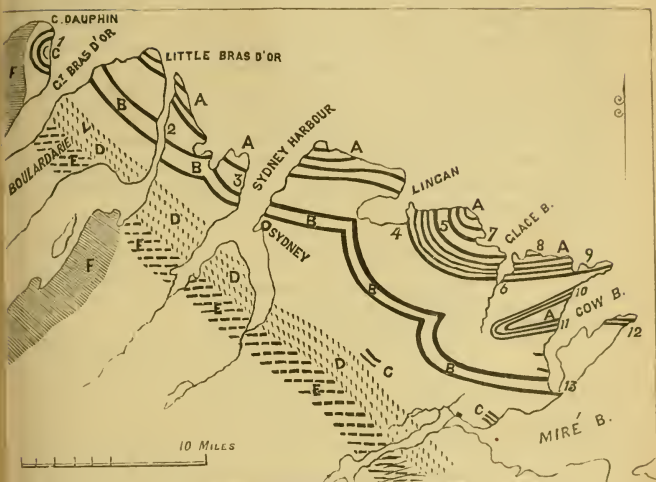 C. DAUPHIN
1
C
F
GT BRAS D'OR
LITTLE BRAS D'OR
B
A
2
BOULARDARIE
D
E
B
A
3
SYDNEY HARBOUR
A
LINGAN
D
F
E
F
SYDNEY
B
4
5
A
7
GLACE B.
8
A
9
6
10
COW B.
A
11
12
D
E
B
D
C
E
B
13
C
MIRÉ B.
10 MILES